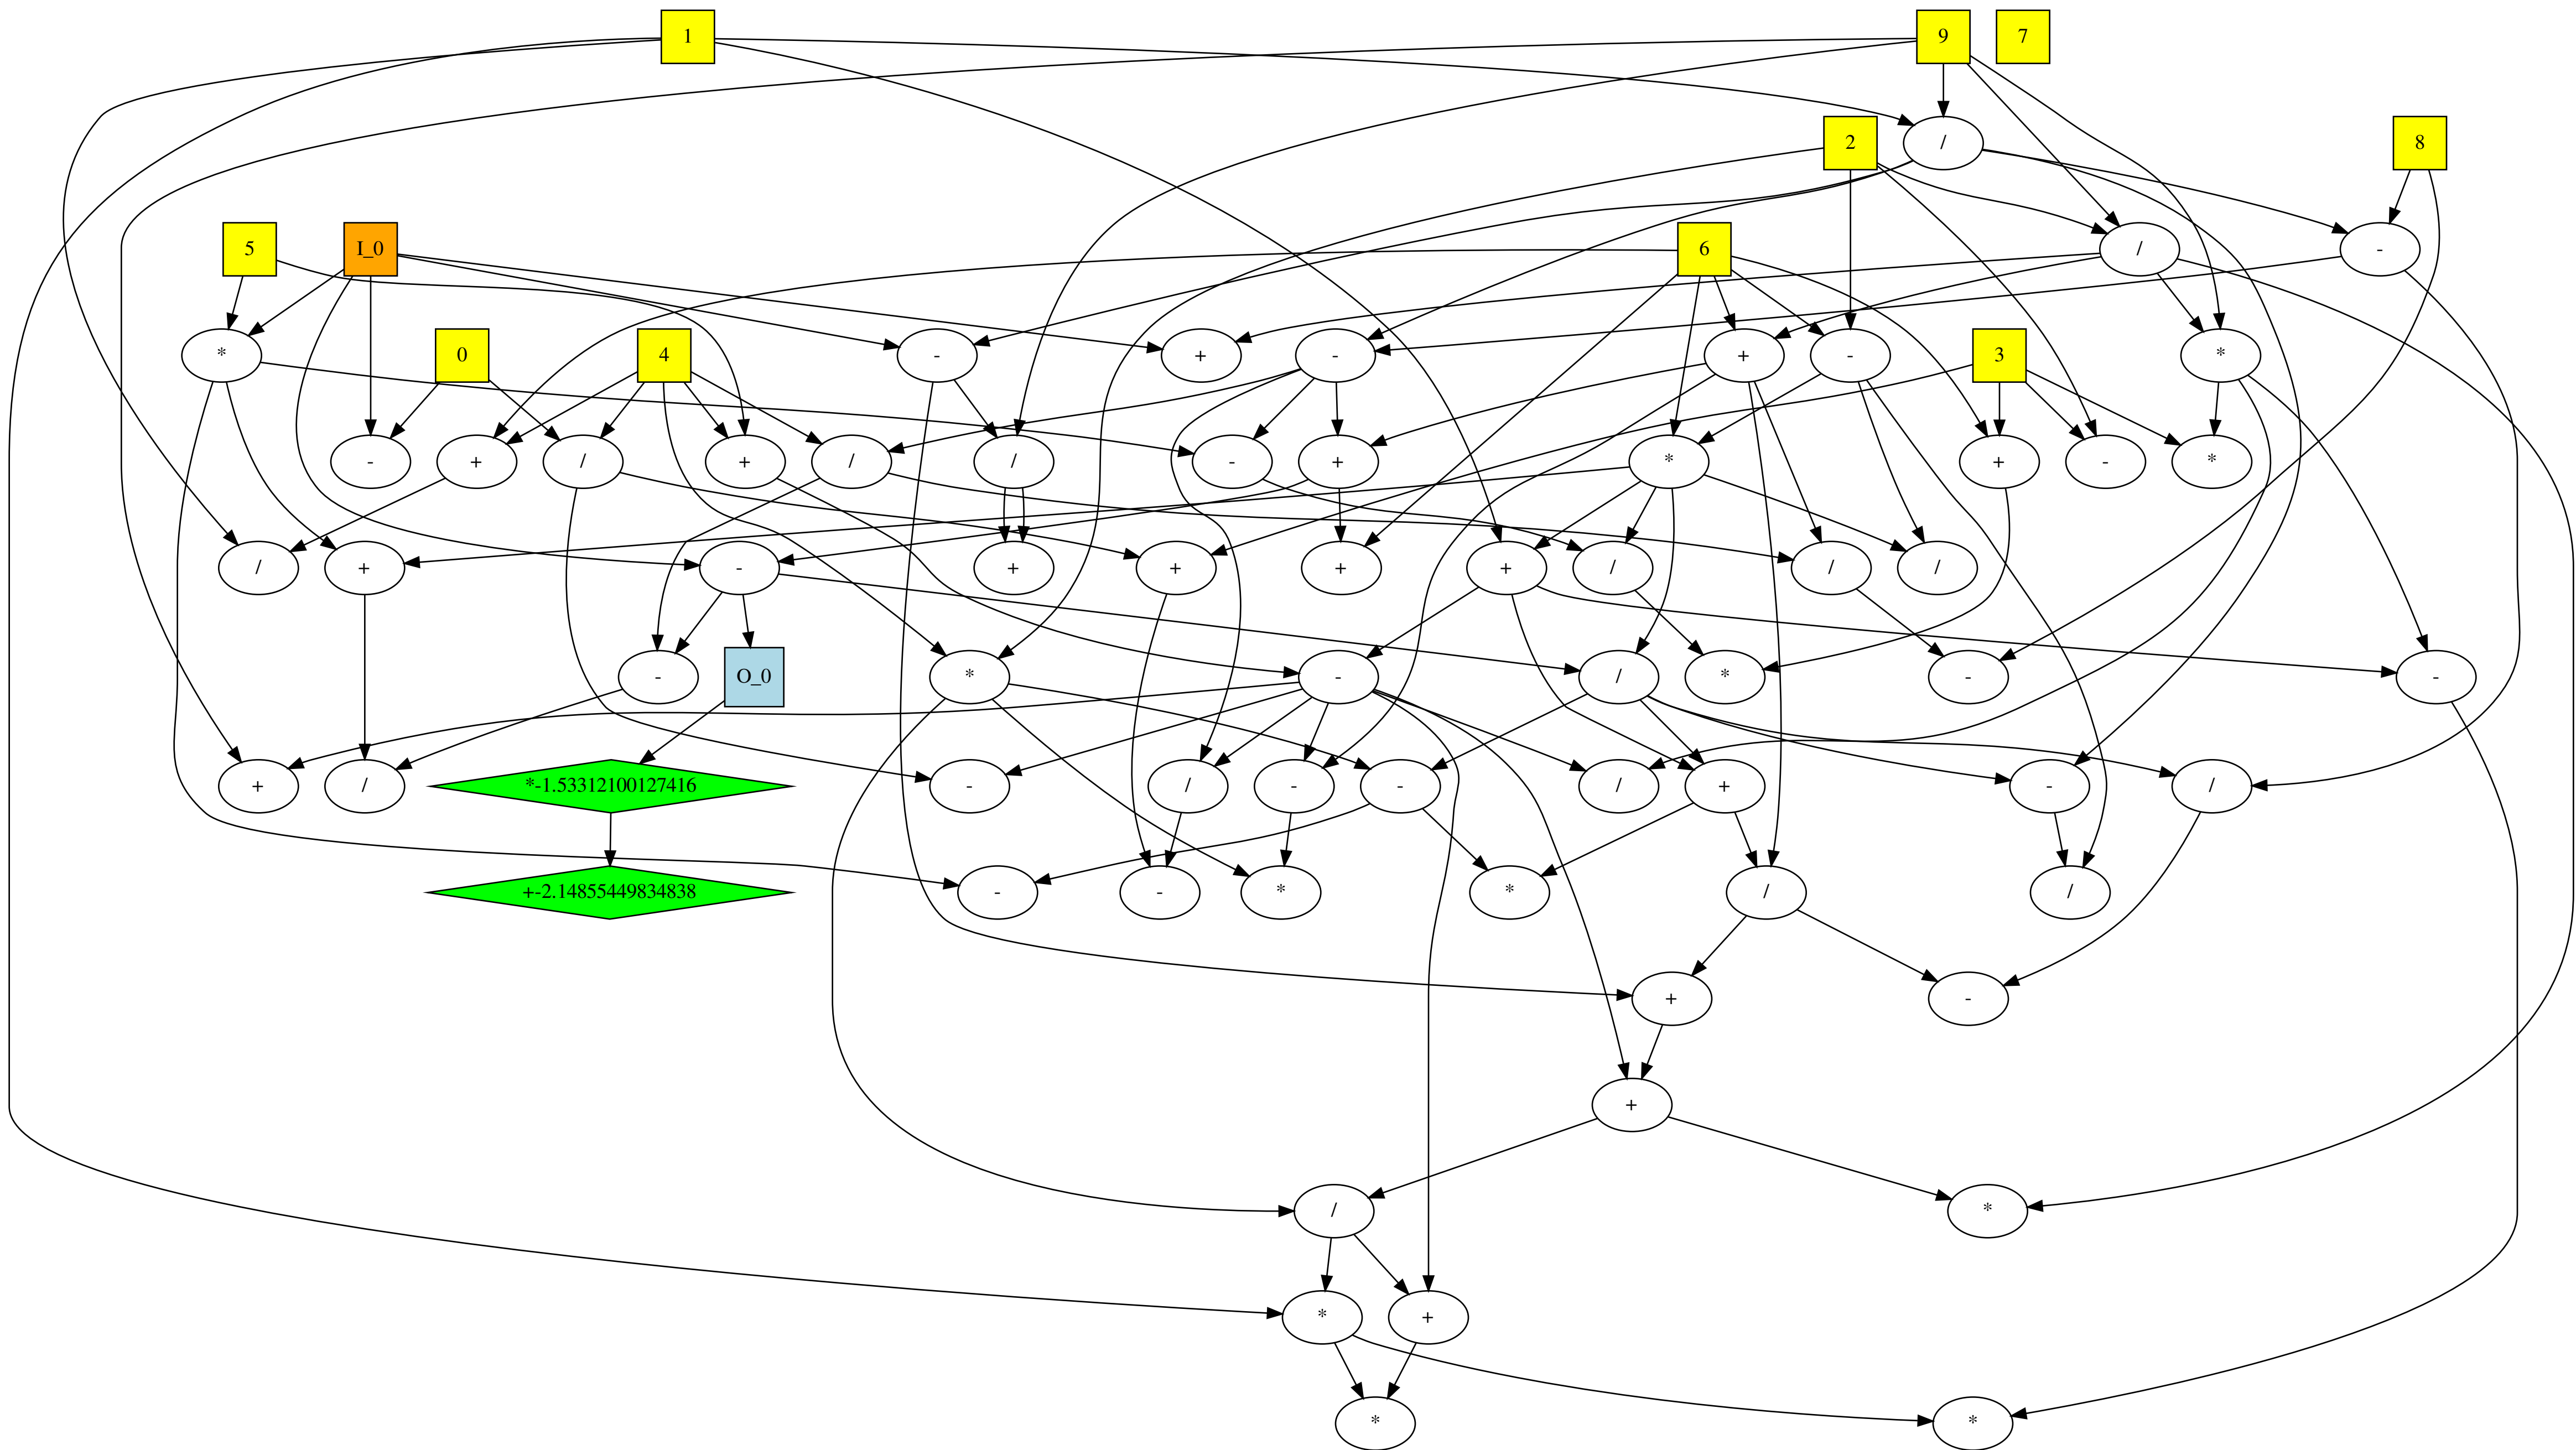 1 9 7
2 / 8
5 I_0 6 / -
* 0 4 - + - + - 3 *
- + / + / / - + * + - *
/ + - + + + + / / /
- O_0 * - / * - -
+ / *-1.53312100127416 - / - - / + - /
+-2.14855449834838 - - * * / /
+ -
+
/ *
* +
* *